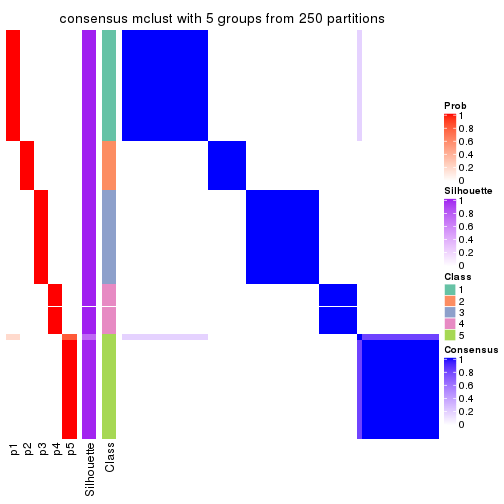 consensus mclust with 5 groups from 250 partitions
Prob
1
0.8
0.6
0.4
0.2
0
Silhouette
1
0.8
0.6
0.4
0.2
0
Class
1
2
3
4
5
Consensus
1
0.8
0.6
0.4
0.2
0
p1
p2
p3
p4
p5
Silhouette
Class